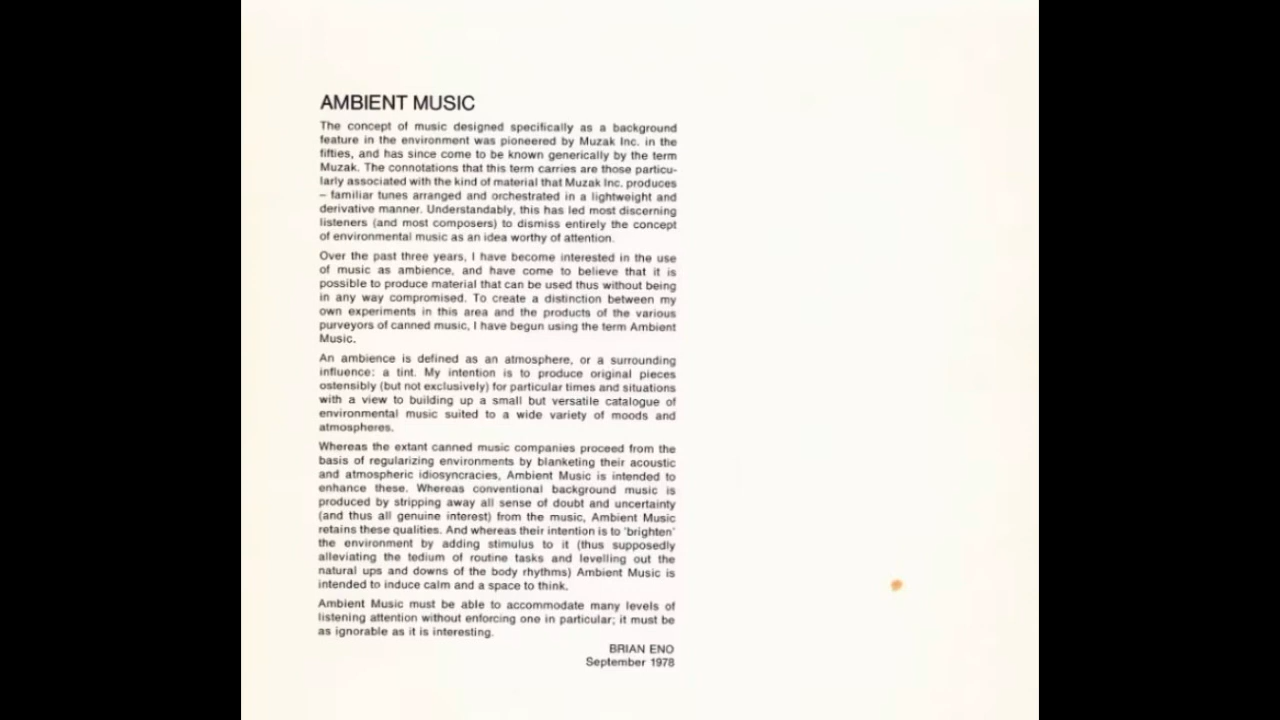 AMBIENT MUSIC
The concept of music designed specifically as a background
feature in the environment was pioneered by Muzak Inc. in the
fifties, and has since come to be known generically by the term
Muzak. The connotations that this term carries are those particu-
larly associated with the kind of material that Muzak Inc. produces
– familiar tunes arranged and orchestrated in a lightweight and
derivative manner. Understandably, this has led most discerning
listeners (and most composers) to dismiss entirely the concept
of environmental music as an idea worthy of attention.
Over the past three years, I have become interested in the use
of music as ambience, and have come to believe that it is
possible to produce material that can be used thus without being
in any way compromised. To create a distinction between my
own experiments in this area and the products of the various
purveyors of canned music, I have begun using the term Ambient
Music.
An ambience is defined as an atmosphere, or a surrounding
influence: a tint. My intention is to produce original pieces
ostensibly (but not exclusively) for particular times and situations
with a view to building up a small but versatile catalogue of
environmental music suited to a wide variety of moods and
atmospheres.
Whereas the extant canned music companies proceed from the
basis of regularizing environments by blanketing their acoustic
and atmospheric idiosyncracies, Ambient Music is intended to
enhance these. Whereas conventional background music is
produced by stripping away all sense of doubt and uncertainty
(and thus all genuine interest) from the music, Ambient Music
retains these qualities. And whereas their intention is to 'brighten'
the environment by adding stimulus to it (thus supposedly
alleviating the tedium of routine tasks and levelling out the
natural ups and downs of the body rhythms) Ambient Music is
intended to induce calm and a space to think.
Ambient Music must be able to accommodate many levels of
listening attention without enforcing one in particular; it must be
as ignorable as it is interesting.
BRIAN ENO
September 1978